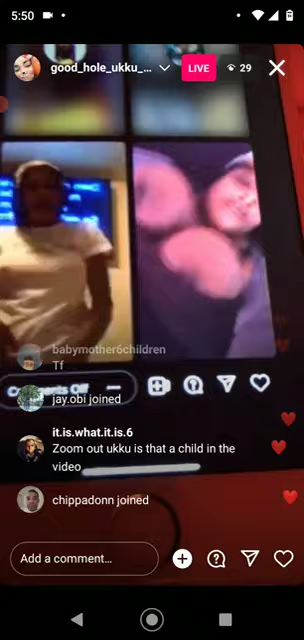 5:50
good_hole_ukku_...
LIVE
29
babymother6children
Tf
Comments Off
jay.obi joined
it.is.what.it.is.6
Zoom out ukku is that a child in the
video
chippadonn joined
Add a comment...